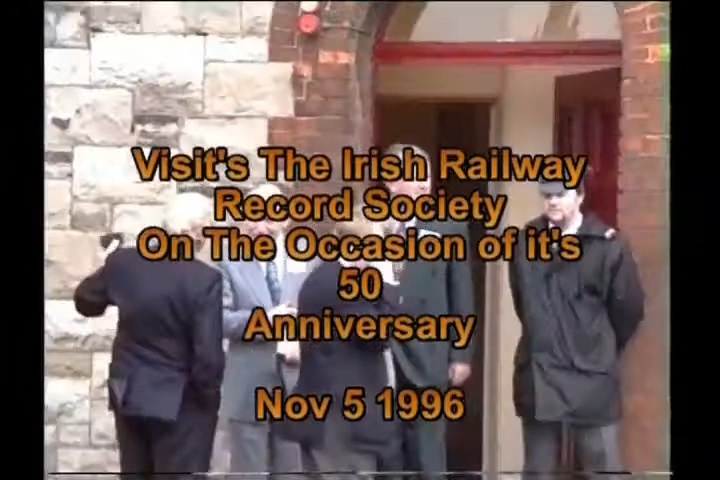 Visit's The Irish Railway
Record Society
On The Occasion of it's
50
Anniversary
Nov 5 1996